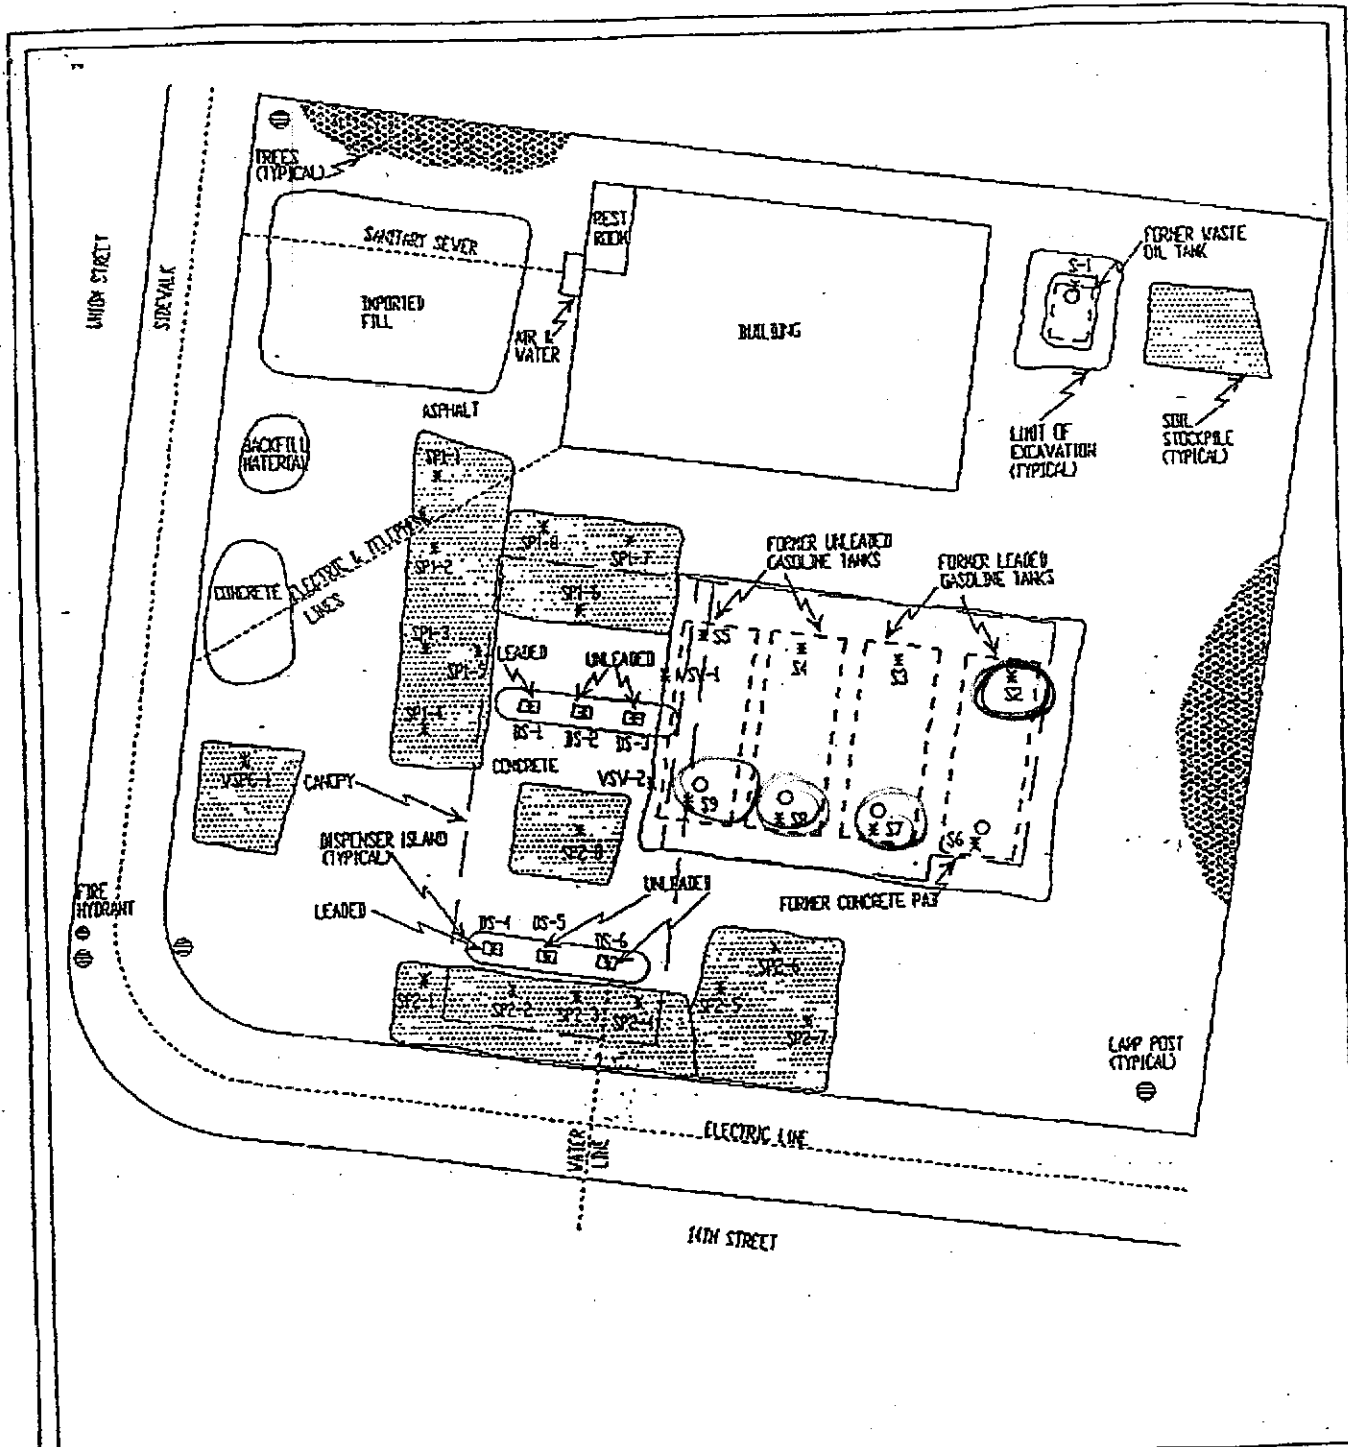 TREES
(TYPICAL)
UNION STREET
SIDEWALK
SANITARY SEWER
REST
ROOM
IMPORTED
FILL
AIR &
WATER
BUILDING
S-1
FORMER WASTE
OIL TANK
LIMIT OF
EXCAVATION
(TYPICAL)
SOIL
STOCKPILE
(TYPICAL)
ASPHALT
BACKFILL
MATERIAL
SP1-1
SP1-2
SP1-8
SP1-7
SP1-6
ELECTRIC & TELEPHONE
LINES
CONCRETE
SP1-3
SP1-5
SP1-4
LEADED
UNLEADED
DS-1
DS-2
DS-3
FORMER UNLEADED
GASOLINE TANKS
FORMER LEADED
GASOLINE TANKS
S5
S4
S3
S2
WSV-1
CONCRETE
VSV-2
S9
S8
S7
S6
VSPC-1
CANOPY
DISPENSER ISLAND
(TYPICAL)
SP2-8
UNLEADED
FORMER CONCRETE PAD
FIRE
HYDRANT
LEADED
DS-4
DS-5
DS-6
SP2-1
SP2-2
SP2-3
SP2-4
SP2-5
SP2-6
SP2-7
LAMP POST
(TYPICAL)
WATER
LINE
ELECTRIC LINE
14TH STREET